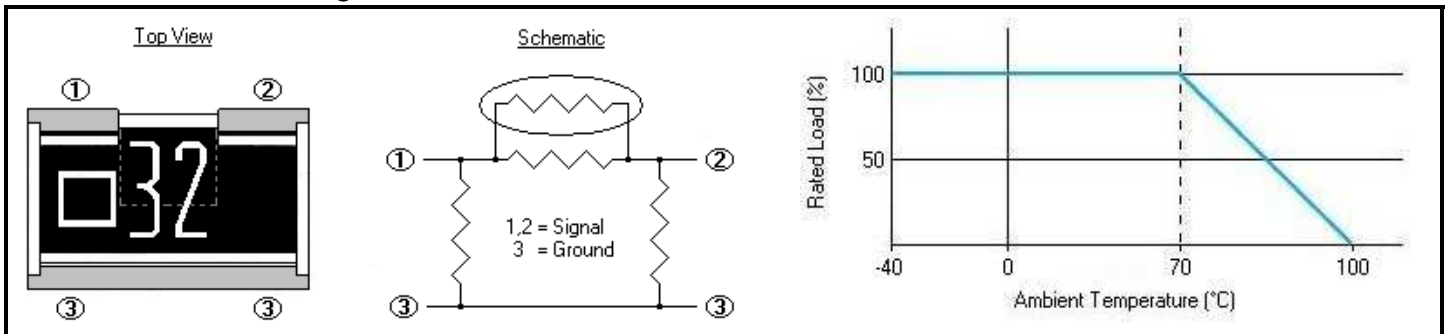 Top View
① ②
32
③ ③
Schematic
① ②
1,2 = Signal
3 = Ground
③ ③
Rated Load (%)
100
50
-40 0 70 100
Ambient Temperature (°C)